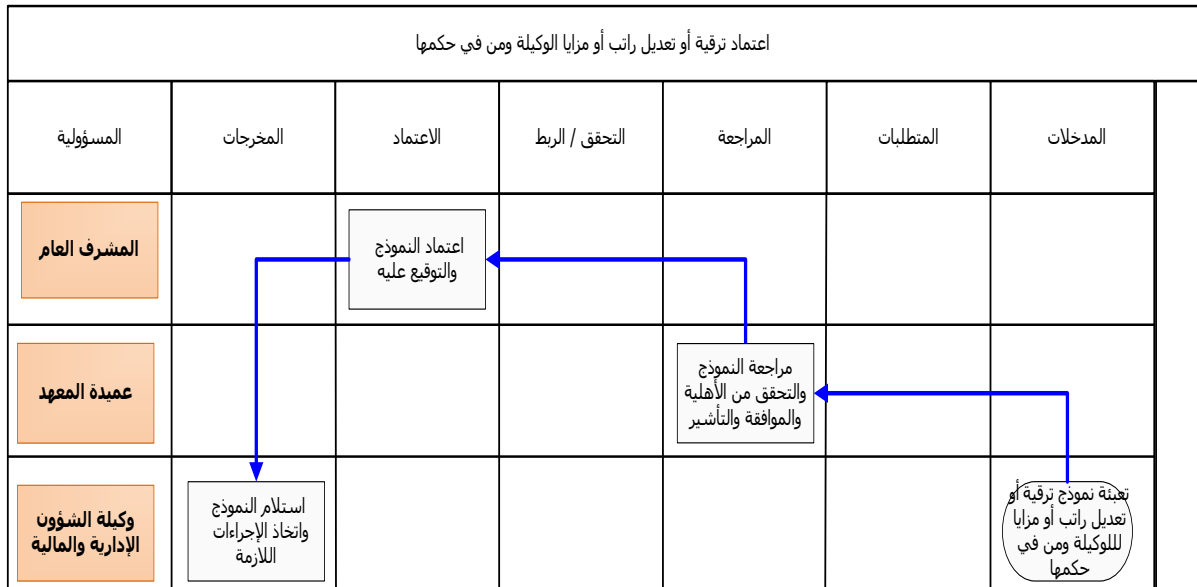 اعتماد ترقية أو تعديل راتب أو مزايا الوكيلة ومن في حكمها
المدخلات
المتطلبات
المراجعة
التحقق / الربط
الاعتماد
المخرجات
المسؤولية
اعتماد النموذج
والتوقيع عليه
المشرف العام
مراجعة النموذج
والتحقق من الأهلية
والموافقة والتأشير
عميدة المعهد
تعبئة نموذج ترقية أو
تعديل راتب أو مزايا
لللوكيلة ومن في
حكمها
استلام النموذج
واتخاذ الإجراءات
اللازمة
وكيلة الشؤون
الإدارية والمالية